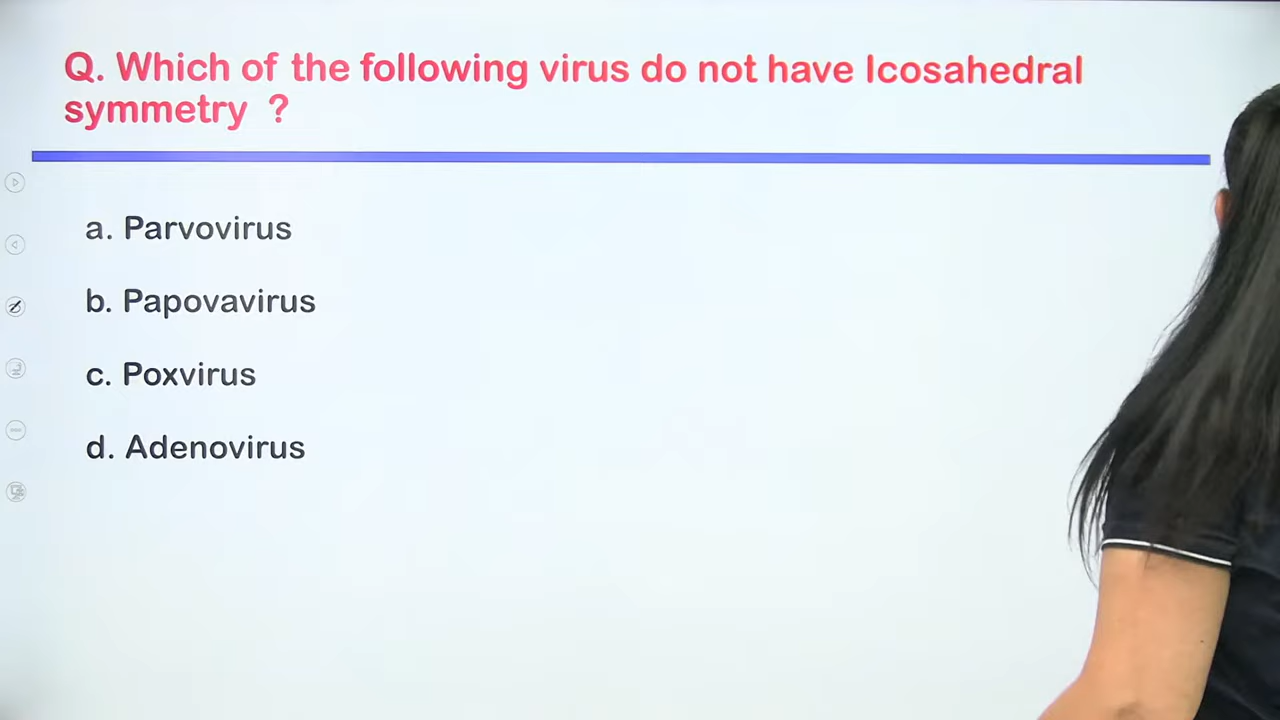 Q. Which of the following virus do not have Icosahedral
symmetry ?
a. Parvovirus
b. Papovavirus
c. Poxvirus
d. Adenovirus